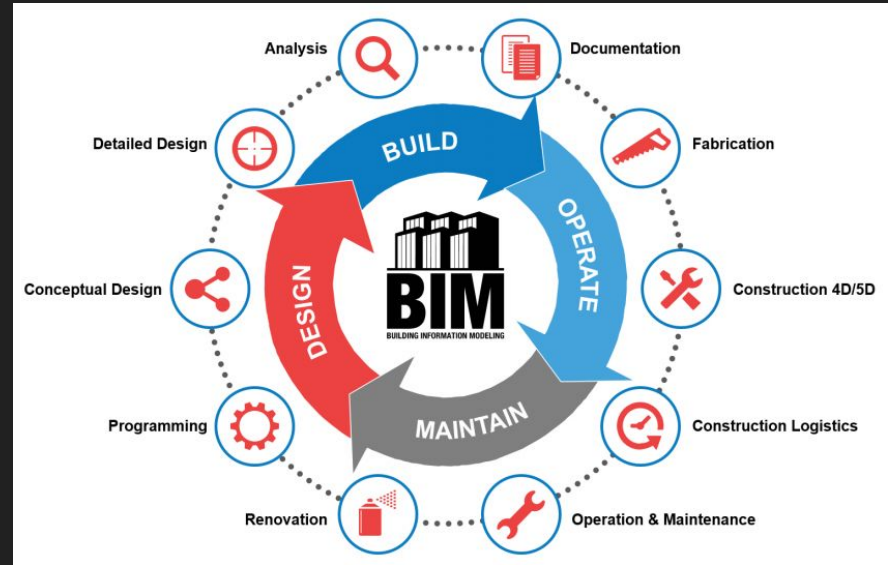 Analysis
Documentation
Detailed Design
Fabrication
BUILD
OPERATE
Conceptual Design
Construction 4D/5D
DESIGN
BIM
BUILDING INFORMATION MODELING
MAINTAIN
Programming
Construction Logistics
Renovation
Operation & Maintenance